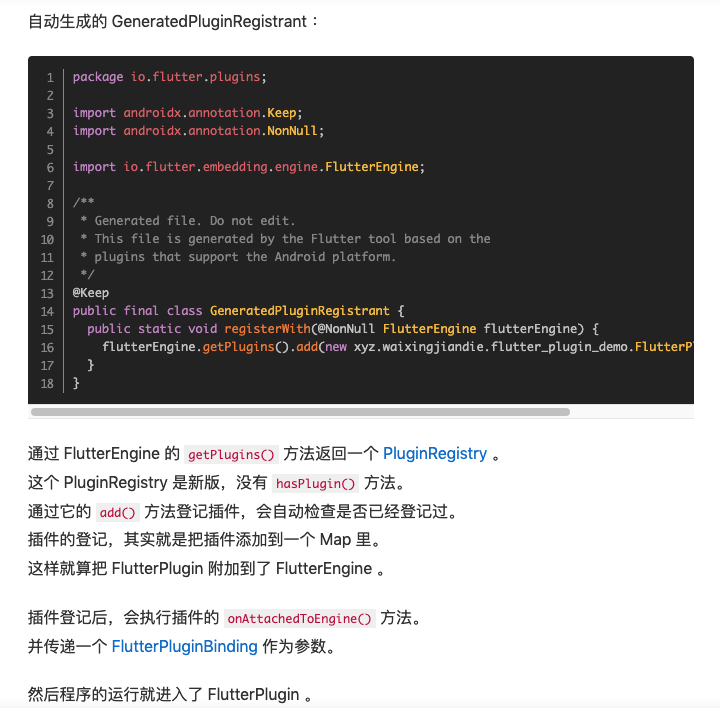 自动生成的 GeneratedPluginRegistrant：
1 package io.flutter.plugins;
2
3 import androidx.annotation.Keep;
4 import androidx.annotation.NonNull;
5
6 import io.flutter.embedding.engine.FlutterEngine;
7
8 /**
9  * Generated file. Do not edit.
10  * This file is generated by the Flutter tool based on the
11  * plugins that support the Android platform.
12  */
13 @Keep
14 public final class GeneratedPluginRegistrant {
15   public static void registerWith(@NonNull FlutterEngine flutterEngine) {
16     flutterEngine.getPlugins().add(new xyz.waixingjiandie.flutter_plugin_demo.FlutterPl
17   }
18 }
通过 FlutterEngine 的 getPlugins() 方法返回一个 PluginRegistry 。
这个 PluginRegistry 是新版，没有 hasPlugin() 方法。
通过它的 add() 方法登记插件，会自动检查是否已经登记过。
插件的登记，其实就是把插件添加到一个 Map 里。
这样就算把 FlutterPlugin 附加到了 FlutterEngine 。
插件登记后，会执行插件的 onAttachedToEngine() 方法。
并传递一个 FlutterPluginBinding 作为参数。
然后程序的运行就进入了 FlutterPlugin 。